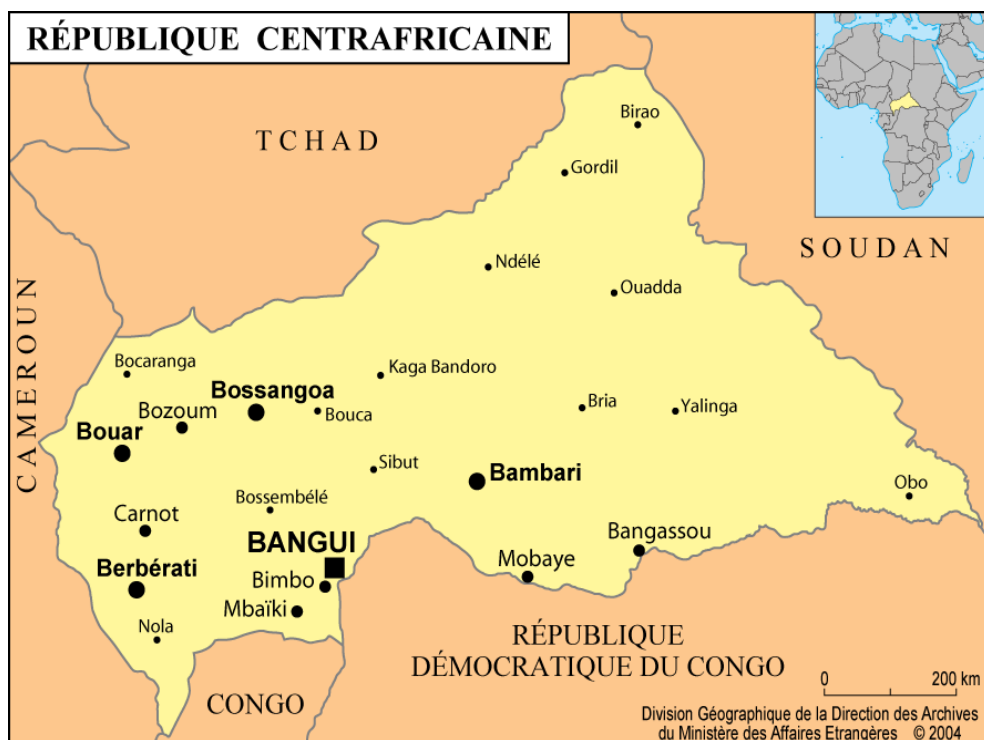 RÉPUBLIQUE CENTRAFRICAINE
Birao
TCHAD
Gordil
SOUDAN
Ndélé
Ouadda
CAMEROUN
Bocaranga
Kaga Bandoro
Bossangoa
Bozoum
Bouca
Bria
Yalinga
Bouar
Sibut
Bambari
Obo
Bossembélé
Carnot
Bangassou
BANGUI
Mobaye
Berbérati
Bimbo
Mbaïki
Nola
RÉPUBLIQUE
DÉMOCRATIQUE DU CONGO
CONGO
0 200 km
Division Géographique de la Direction des Archives
du Ministère des Affaires Etrangères © 2004